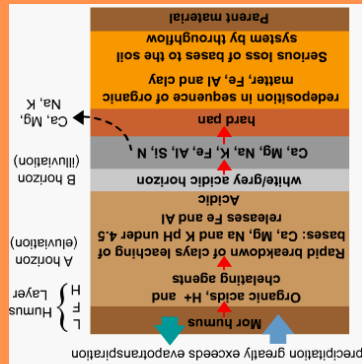 precipitation greatly exceeds evapotranspiration
L
F
H
Humus
Layer
Mor humus
Organic acids, H+ and
chelating agents
A horizon
(eluvial)
Rapid breakdown of clays leaching of
bases: Ca, Mg, Na and K pH under 4.5
releases Fe and Al
Acidic
white/grey acidic horizon
B horizon
(illuviation)
Ca, Mg, Na, K, Fe, Al, Si, N
Ca, Mg,
Na, K
hard pan
redeposition in sequence of organic
matter, Fe, Al and clay
Serious loss of bases to the soil
system by throughflow
Parent material